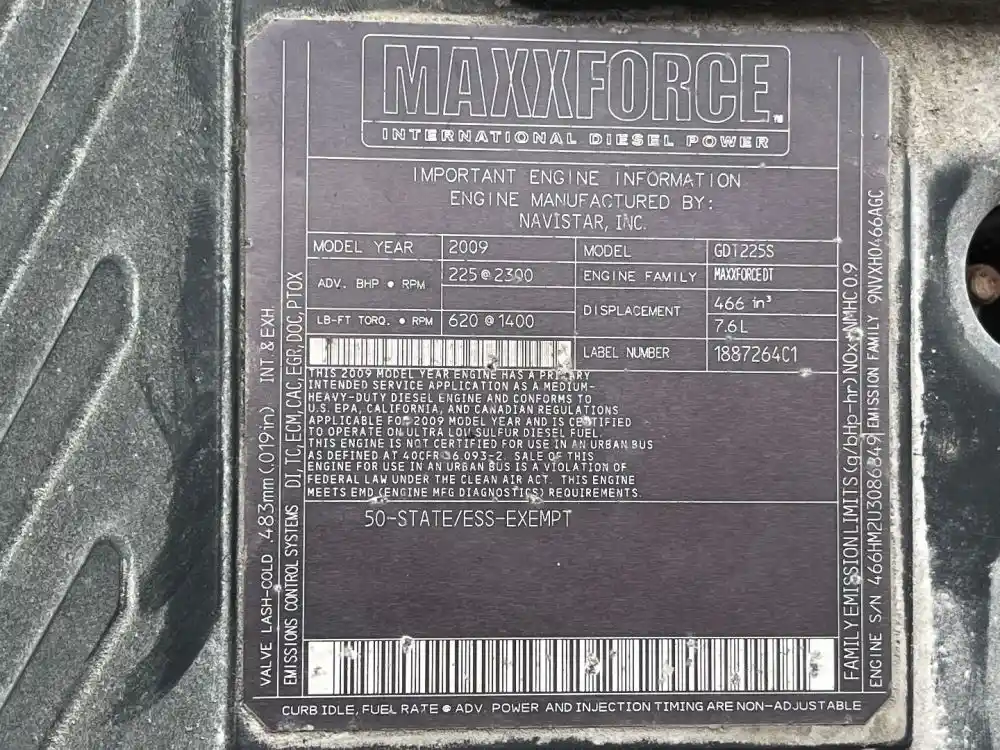 MAXXFORCE™
INTERNATIONAL DIESEL POWER
IMPORTANT ENGINE INFORMATION
ENGINE MANUFACTURED BY:
NAVISTAR, INC.
MODEL YEAR 2009 MODEL GDT225S
ADV. BHP • RPM 225@2300 ENGINE FAMILY MAXXFORCEDT
DISPLACEMENT 466 in³
7.6L
LB-FT TORQ. • RPM 620@1400
LABEL NUMBER 1887264C1
THIS 2009 MODEL YEAR ENGINE HAS A PRIMARY
INTENDED SERVICE APPLICATION AS A MEDIUM-
HEAVY-DUTY DIESEL ENGINE AND CONFORMS TO
U.S. EPA, CALIFORNIA, AND CANADIAN REGULATIONS
APPLICABLE FOR 2009 MODEL YEAR AND IS CERTIFIED
TO OPERATE ON ULTRA LOW SULFUR DIESEL FUEL.
THIS ENGINE IS NOT CERTIFIED FOR USE IN AN URBAN BUS
AS DEFINED AT 40CFR 86.093-2. SALE OF THIS
ENGINE FOR USE IN AN URBAN BUS IS A VIOLATION OF
FEDERAL LAW UNDER THE CLEAN AIR ACT. THIS ENGINE
MEETS EMD (ENGINE MFG DIAGNOSTICS) REQUIREMENTS.
50-STATE/ESS-EXEMPT
CURB IDLE, FUEL RATE @ ADV. POWER AND INJECTION TIMING ARE NON-ADJUSTABLE
VALVE LASH-COLD .483mm(.019in) INT.& EXH.
EMISSIONS CONTROL SYSTEMS DI,TC,ECM,CAC,EGR,DOC,PTOX
FAMILY EMISSION LIMITS (g/bhp-hr) NOx+NMHC 0.9
ENGINE S/N 466HM2U3086849 EMISSION FAMILY 9NVXH0466AGC